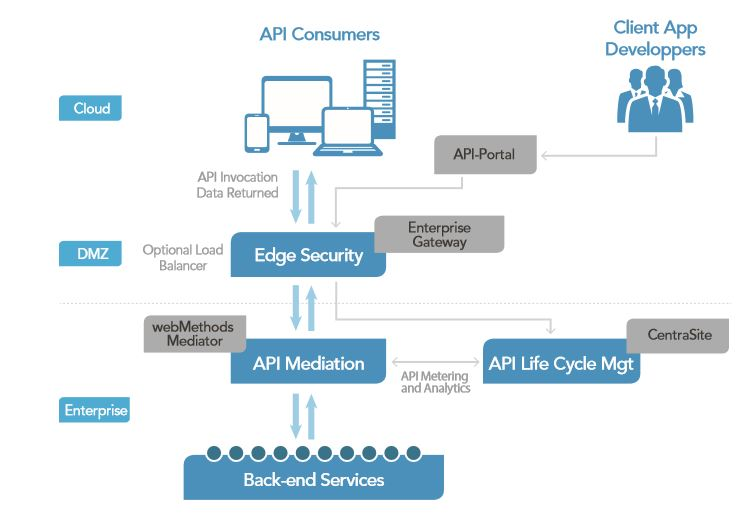 API Consumers
Client App
Developpers
Cloud
API-Portal
API Invocation
Data Returned
Enterprise
Gateway
DMZ
Optional Load
Balancer
Edge Security
webMethods
Mediator
CentraSite
API Mediation
API Life Cycle Mgt
API Metering
and Analytics
Enterprise
Back-end Services